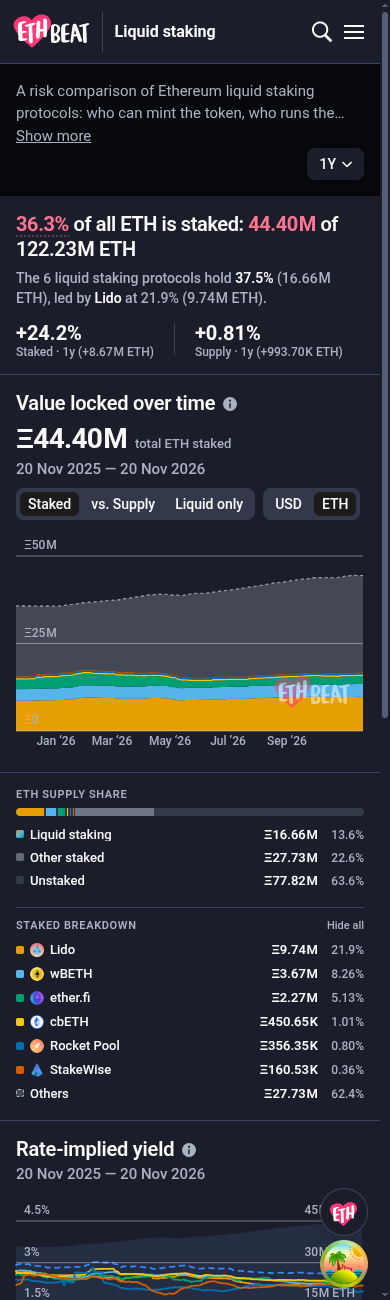 ETHBEAT
Liquid staking
A risk comparison of Ethereum liquid staking
protocols: who can mint the token, who runs the…
Show more
1Y
36.3% of all ETH is staked: 44.40M of
122.23M ETH
The 6 liquid staking protocols hold 37.5% (16.66M
ETH), led by Lido at 21.9% (9.74M ETH).
+24.2%
Staked · 1y (+8.67M ETH)
+0.81%
Supply · 1y (+993.70K ETH)
Value locked over time
Ξ44.40M total ETH staked
20 Nov 2025 — 20 Nov 2026
Staked vs. Supply Liquid only USD ETH
Ξ50M
Ξ25M
ETHBEAT
Ξ0
Jan ‘26 Mar ‘26 May ‘26 Jul ‘26 Sep ‘26
ETH SUPPLY SHARE
Liquid staking Ξ16.66M 13.6%
Other staked Ξ27.73M 22.6%
Unstaked Ξ77.82M 63.6%
STAKED BREAKDOWN Hide all
Lido Ξ9.74M 21.9%
wBETH Ξ3.67M 8.26%
ether.fi Ξ2.27M 5.13%
cbETH Ξ450.65K 1.01%
Rocket Pool Ξ356.35K 0.80%
StakeWise Ξ160.53K 0.36%
Others Ξ27.73M 62.4%
Rate-implied yield
20 Nov 2025 — 20 Nov 2026
4.5%
3%
1.5% 15M ETH
ETH